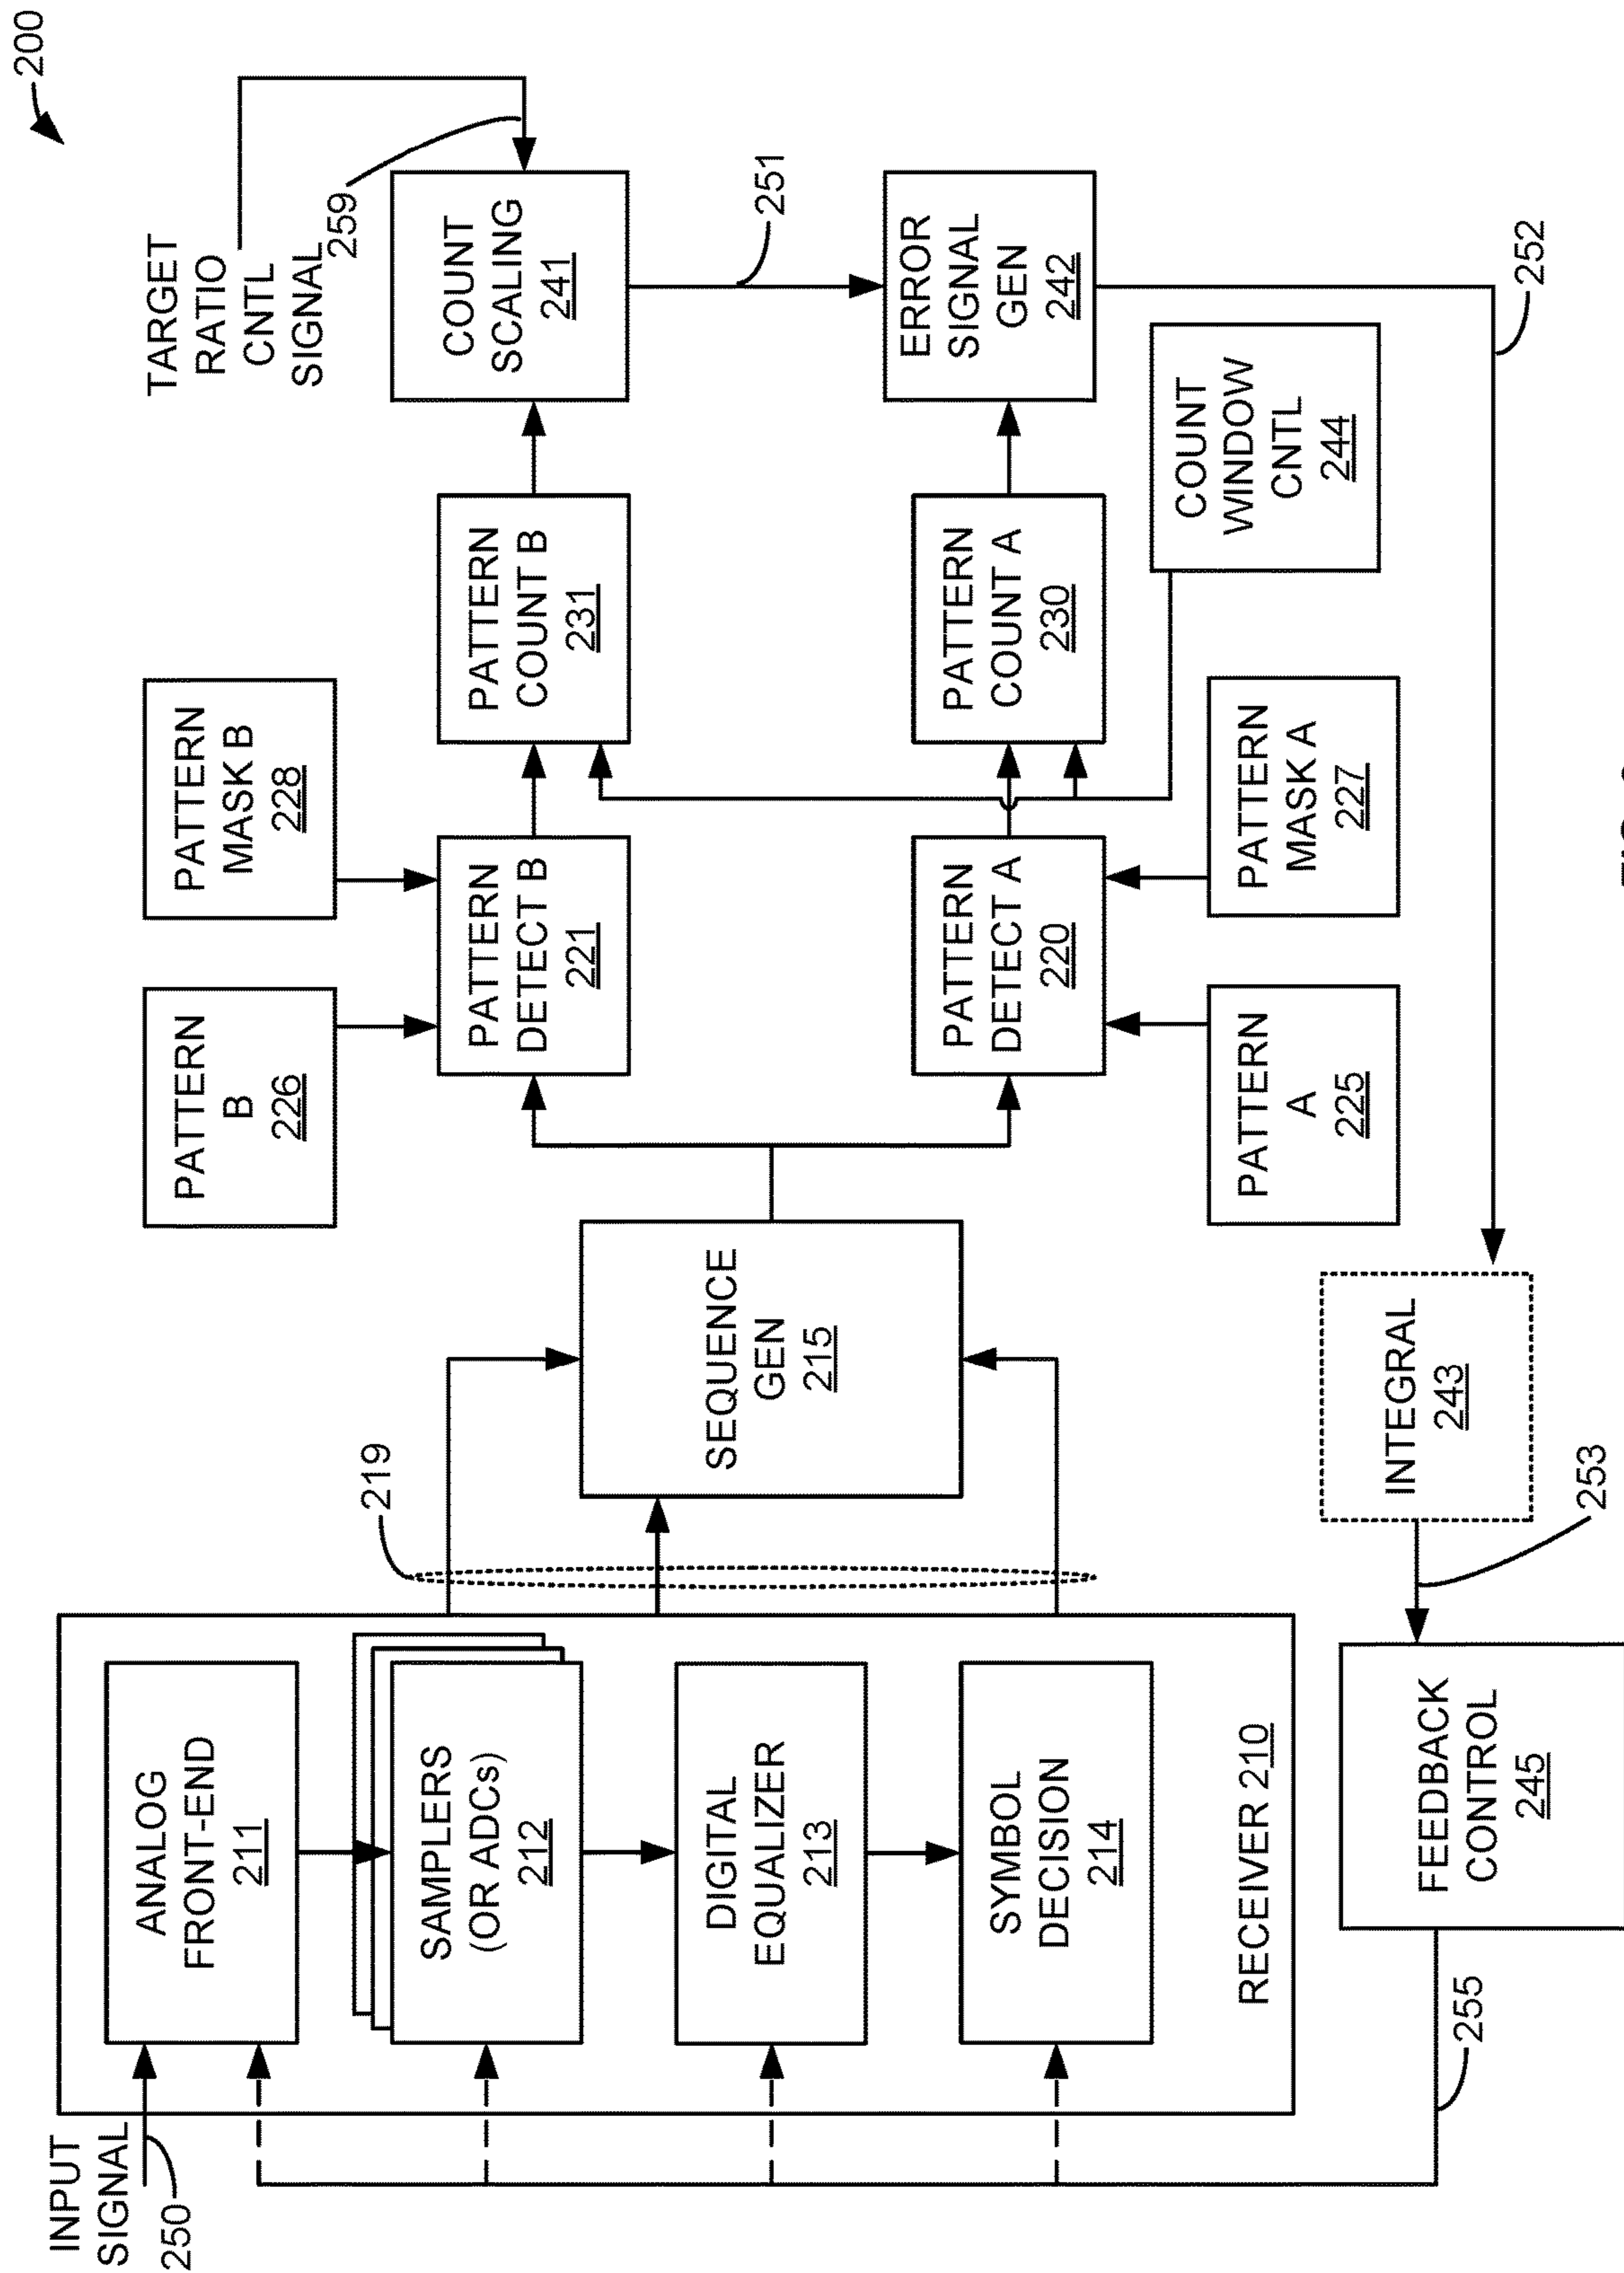 200
INPUT
SIGNAL
250
ANALOG
FRONT-END
211
SAMPLERS
(OR ADCs)
212
DIGITAL
EQUALIZER
213
SYMBOL
DECISION
214
RECEIVER 210
219
SEQUENCE
GEN
215
PATTERN
B
226
PATTERN
MASK B
228
PATTERN
DETECT B
221
PATTERN
COUNT B
231
TARGET
RATIO
CNTL
SIGNAL
259
COUNT
SCALING
241
251
PATTERN
DETECT A
220
PATTERN
COUNT A
230
ERROR
SIGNAL
GEN
242
PATTERN
A
225
PATTERN
MASK A
227
COUNT
WINDOW
CNTL
244
252
INTEGRAL
243
253
FEEDBACK
CONTROL
245
255